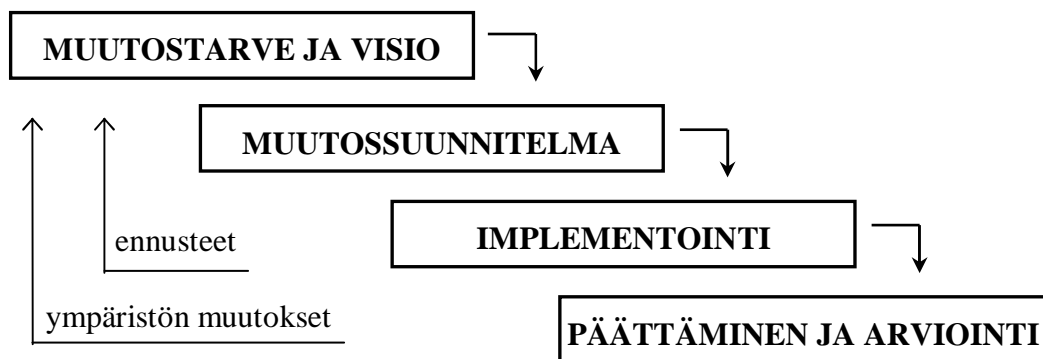 MUUTOSTARVE JA VISIO
MUUTOSSUUNNITELMA
IMPLEMENTOINTI
ennusteet
ympäristön muutokset
PÄÄTTÄMINEN JA ARVIOINTI